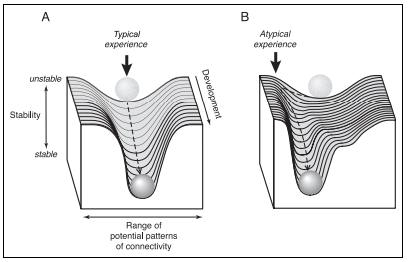 A
Typical
experience
unstable
Stability
stable
Development
Range of
potential patterns
of connectivity
B
Atypical
experience